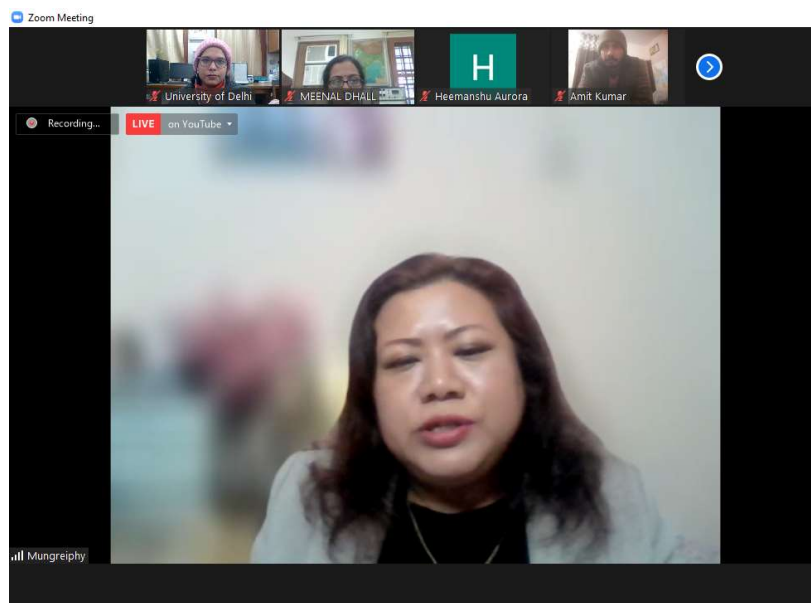 Zoom Meeting
H
University of Delhi
MEENAL DHALL
Heemanshu Aurora
Amit Kumar
Recording...
LIVE on YouTube
Mungreiphy